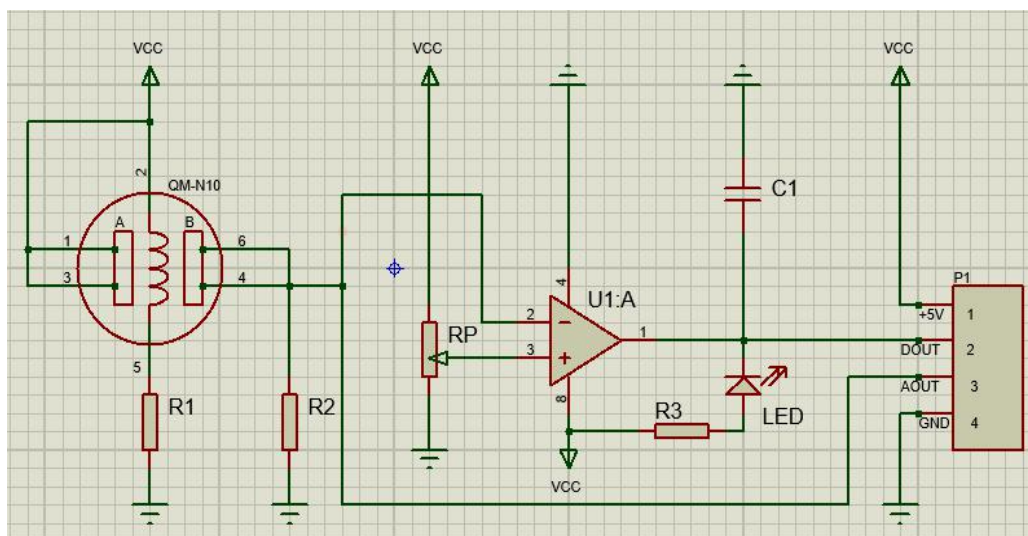 VCC
VCC
VCC
2
QM-N10
A
B
1
6
3
4
5
R1
R2
RP
C1
4
U1:A
2
3
1
8
VCC
R3
LED
P1
+5V
1
DOUT
2
AOUT
3
GND
4